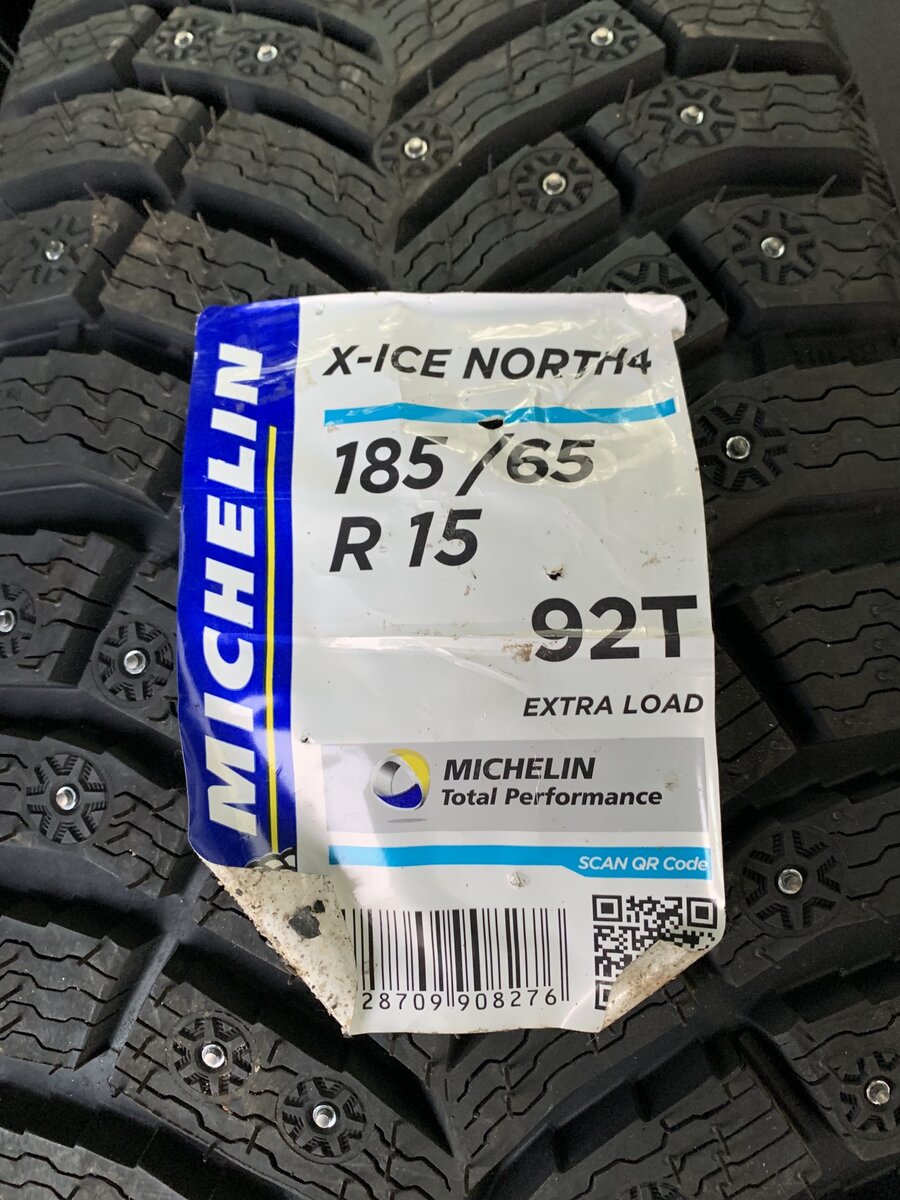 MICHELIN
X-ICE NORTH4
185/65
R 15
92T
EXTRA LOAD
MICHELIN
Total Performance
SCAN QR Code
28709 908276